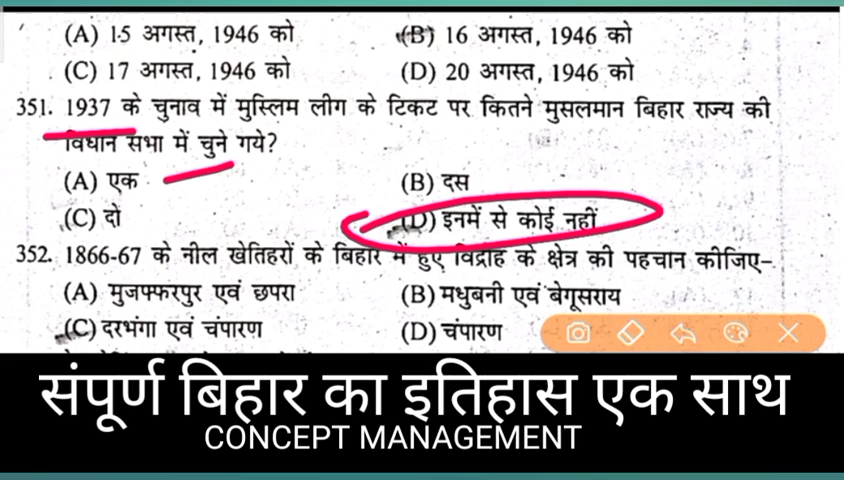 (A) 15 अगस्त, 1946 को (B) 16 अगस्त, 1946 को
(C) 17 अगस्त, 1946 को (D) 20 अगस्त, 1946 को
351. 1937 के चुनाव में मुस्लिम लीग के टिकट पर कितने मुसलमान बिहार राज्य की
विधान सभा में चुने गये?
(A) एक (B) दस
(C) दो (D) इनमें से कोई नहीं
352. 1866-67 के नील खेतिहरों के बिहार में हुए विद्रोह के क्षेत्र की पहचान कीजिए–
(A) मुजफ्फरपुर एवं छपरा (B) मधुबनी एवं बेगूसराय
(C) दरभंगा एवं चंपारण (D) चंपारण
संपूर्ण बिहार का इतिहास एक साथ
CONCEPT MANAGEMENT